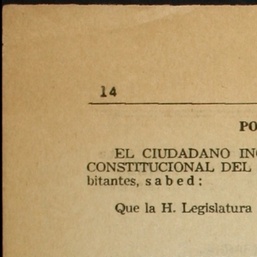 14
PO
EL CIUDADANO IN
CONSTITUCIONAL DEL
bitantes, sabed:
Que la H. Legislatura